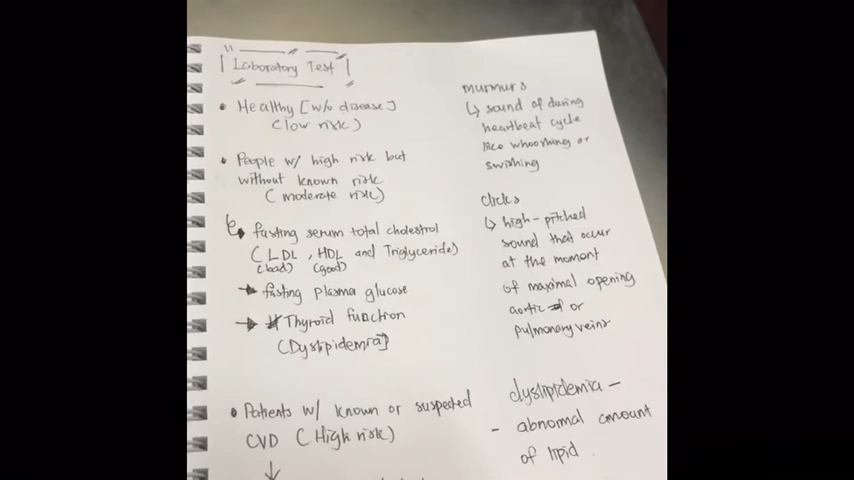 Laboratory Test
• Healthy [w/o disease]
(low risk)
• People w/ high risk but
without known risk
(moderate risk)
fasting serum total cholestrol
(LDL, HDL and Triglyceride)
(bad) (good)
→ fasting plasma glucose
→ Thyroid function
(Dyslipidemia)
• Patients w/ known or suspected
CVD (High risk)
↓
murmurs
↳ sound of during
heartbeat cycle
like whooshing or
swishing
clicks
↳ high-pitched
sound that occur
at the moment
of maximal opening
aortic or
pulmonary veins
dyslipidemia -
- abnormal amount
of lipid